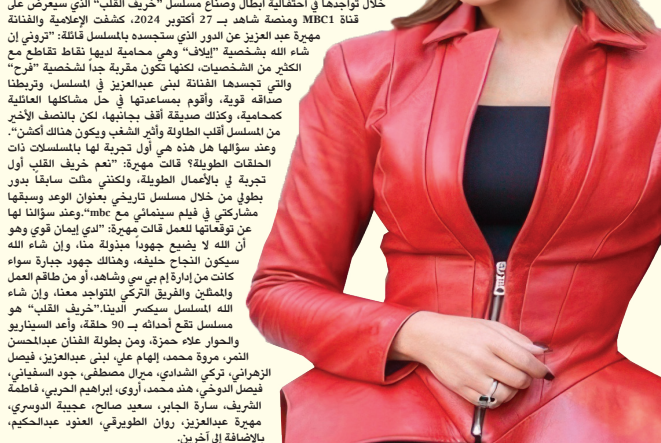 خلال تواجدها في احتفالية أبطال وصناع مسلسل "خريف القلب" الذي سيعرض على
قناة MBC1 ومنصة شاهد بـ 27 أكتوبر 2024، كشفت الإعلامية والفنانة
مهيرة عبد العزيز عن الدور الذي ستجسده بالمسلسل قائلة: "تروني إن
شاء الله بشخصية "إيلاف" وهي محامية لديها نقاط تقاطع مع
الكثير من الشخصيات، لكنها تكون مقربة جداً لشخصية "فرح"
والتي تجسدها الفنانة لبنى عبدالعزيز في المسلسل، وتربطنا
صداقه قوية، وأقوم بمساعدتها في حل مشاكلها العائلية
كمحامية، وكذلك صديقة أقف بجانبها، لكن بالنصف الأخير
من المسلسل أقلب الطاولة وأثير الشغب ويكون هنالك أكشن".
وعند سؤالها هل هذه هي أول تجربة لها بالمسلسلات ذات
الحلقات الطويلة؟ قالت مهيرة: "نعم خريف القلب أول
تجربة لي بالأعمال الطويلة، ولكنني مثلت سابقاً بدور
بطولي من خلال مسلسل تاريخي بعنوان الوعد وسبقها
مشاركتي في فيلم سينمائي مع mbc".وعند سؤالنا لها
عن توقعاتها للعمل قالت مهيرة: "لدي إيمان قوي وهو
أن الله لا يضيع جهوداً مبذولة منا، وإن شاء الله
سيكون النجاح حليفه، وهنالك جهود جبارة سواء
كانت من إدارة إم بي سي وشاهد، أو من طاقم العمل
والممثلين والفريق التركي المتواجد معنا، وإن شاء
الله المسلسل سيكسر الدينا."خريف القلب" هو
مسلسل تقع أحداثه بـ 90 حلقة، وأعد السيناريو
والحوار علاء حمزة، ومن بطولة الفنان عبدالمحسن
النمر، مروة محمد، إلهام علي، لبنى عبدالعزيز، فيصل
الزهراني، تركي الشدادي، ميرال مصطفى، جود السفياني،
فيصل الدوخي، هند محمد، أروى، إبراهيم الحربي، فاطمة
الشريف، سارة الجابر، سعيد صالح، عجيبة الدوسري،
مهيرة عبدالعزيز، روان الطويرقي، العنود عبدالحكيم،
بالإضافة إلى آخرين.